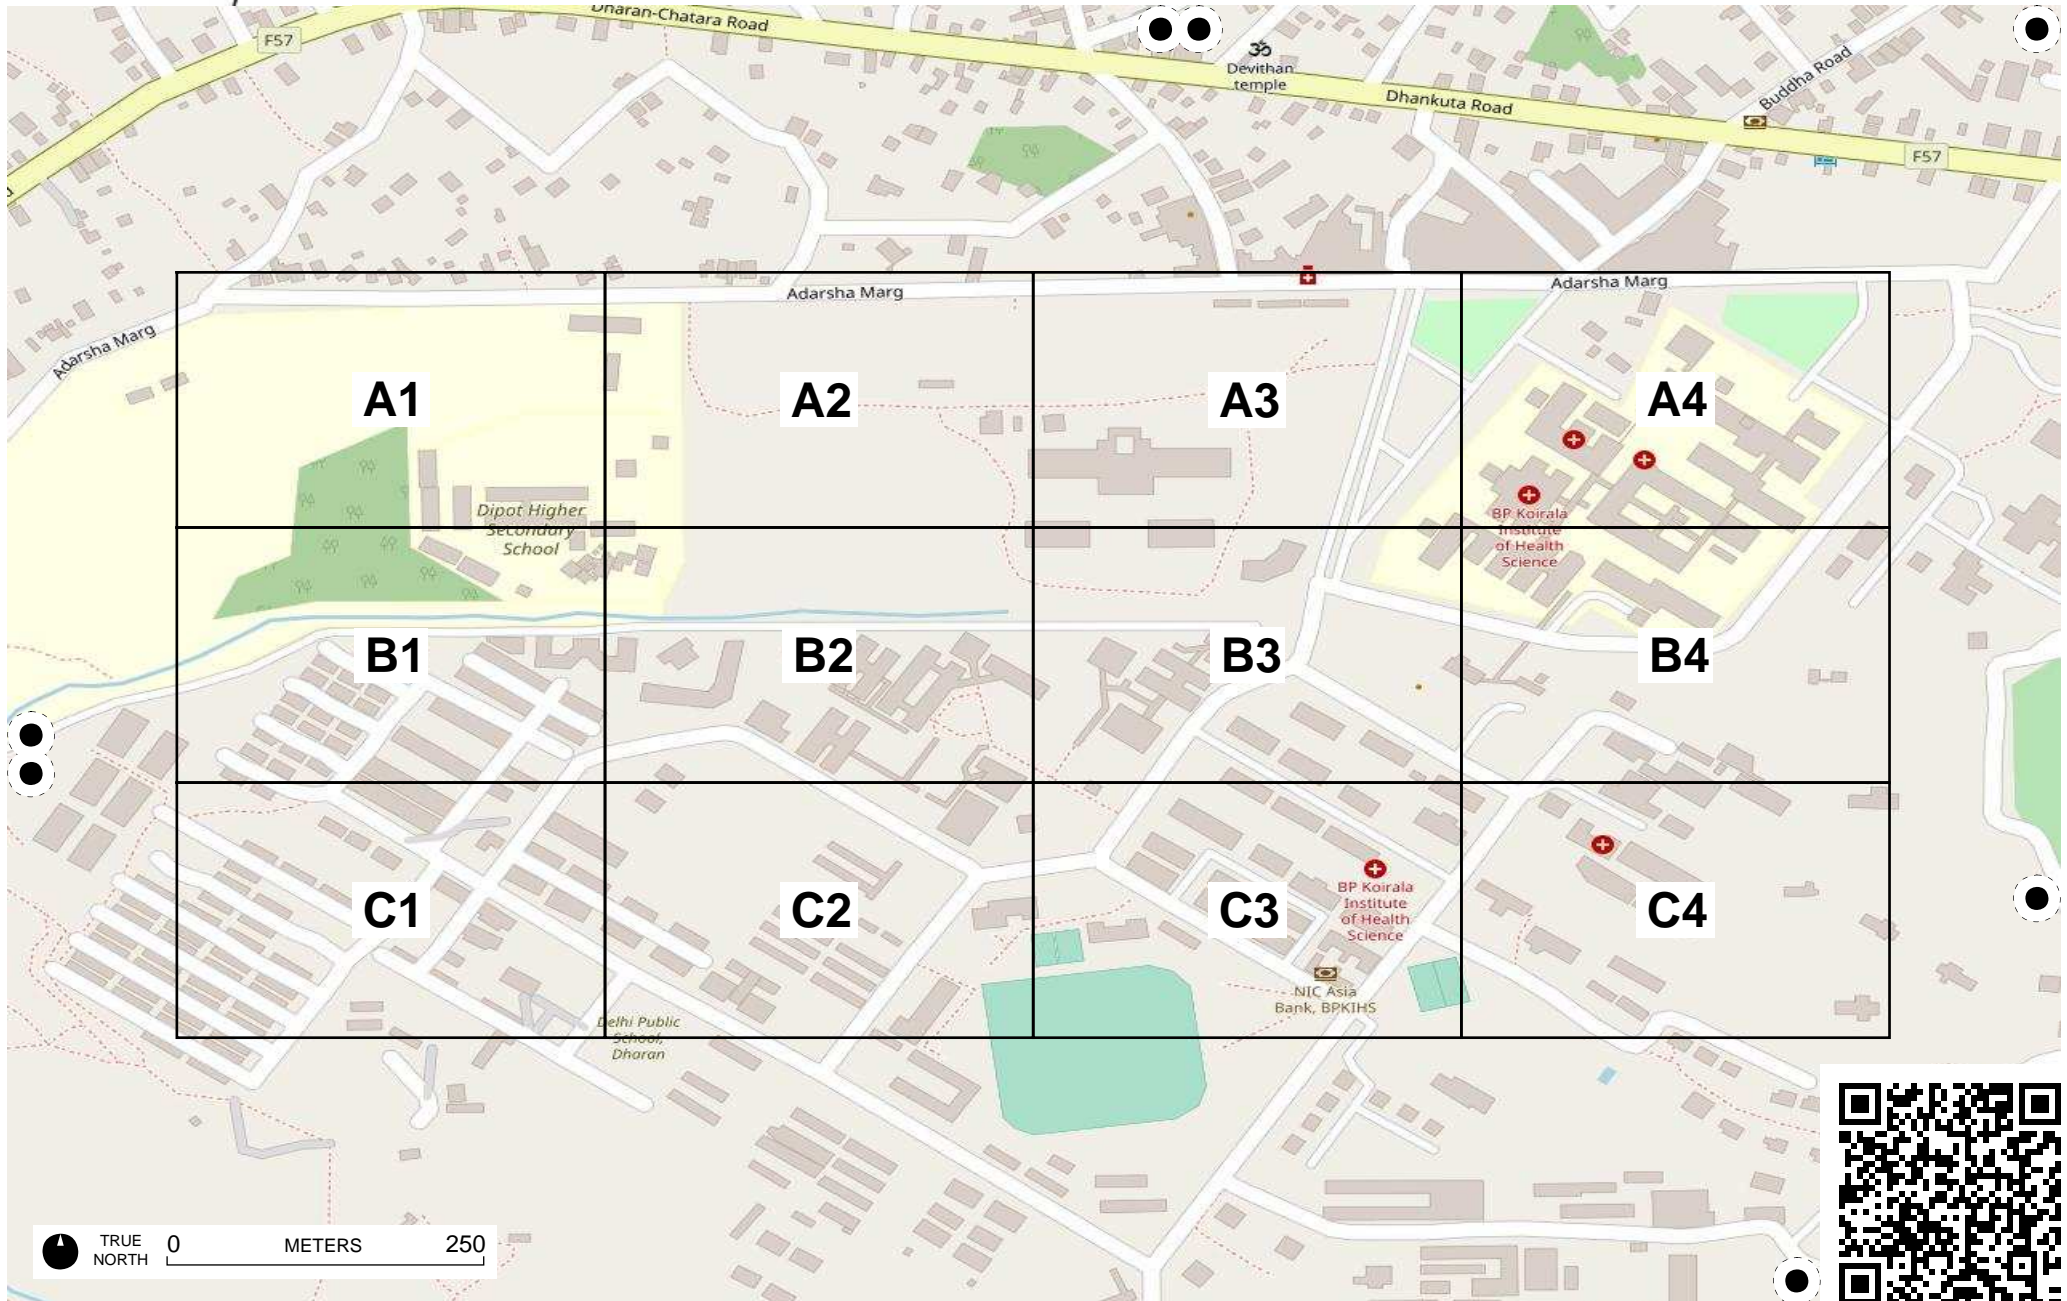 Dharan-Chatara Road
F57
Devithan
temple
Dhankuta Road
Buddha Road
F57
Adarsha Marg
Adarsha Marg
Adarsha Marg
A1
A2
A3
A4
Dipot Higher
Secondary
School
BP Koirala
Institute
of Health
Science
B1
B2
B3
B4
C1
C2
C3
C4
BP Koirala
Institute
of Health
Science
NIC Asia
Bank, BPKIHS
Delhi Public
School,
Dharan
TRUE
NORTH
0 METERS 250